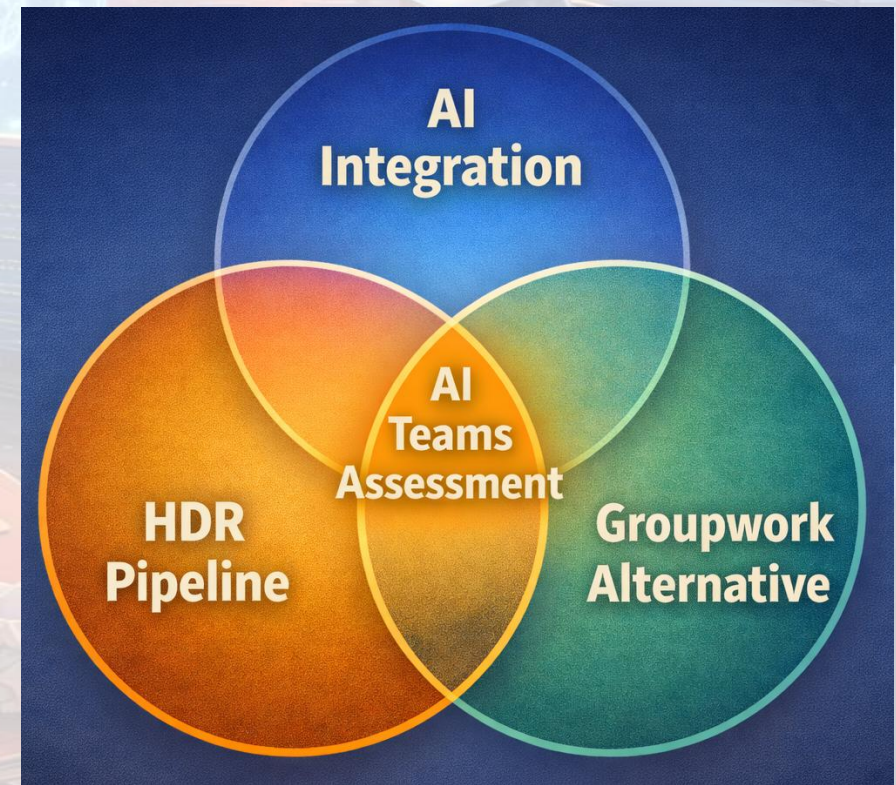 AI
Integration
AI
Teams
Assessment
HDR
Pipeline
Groupwork
Alternative